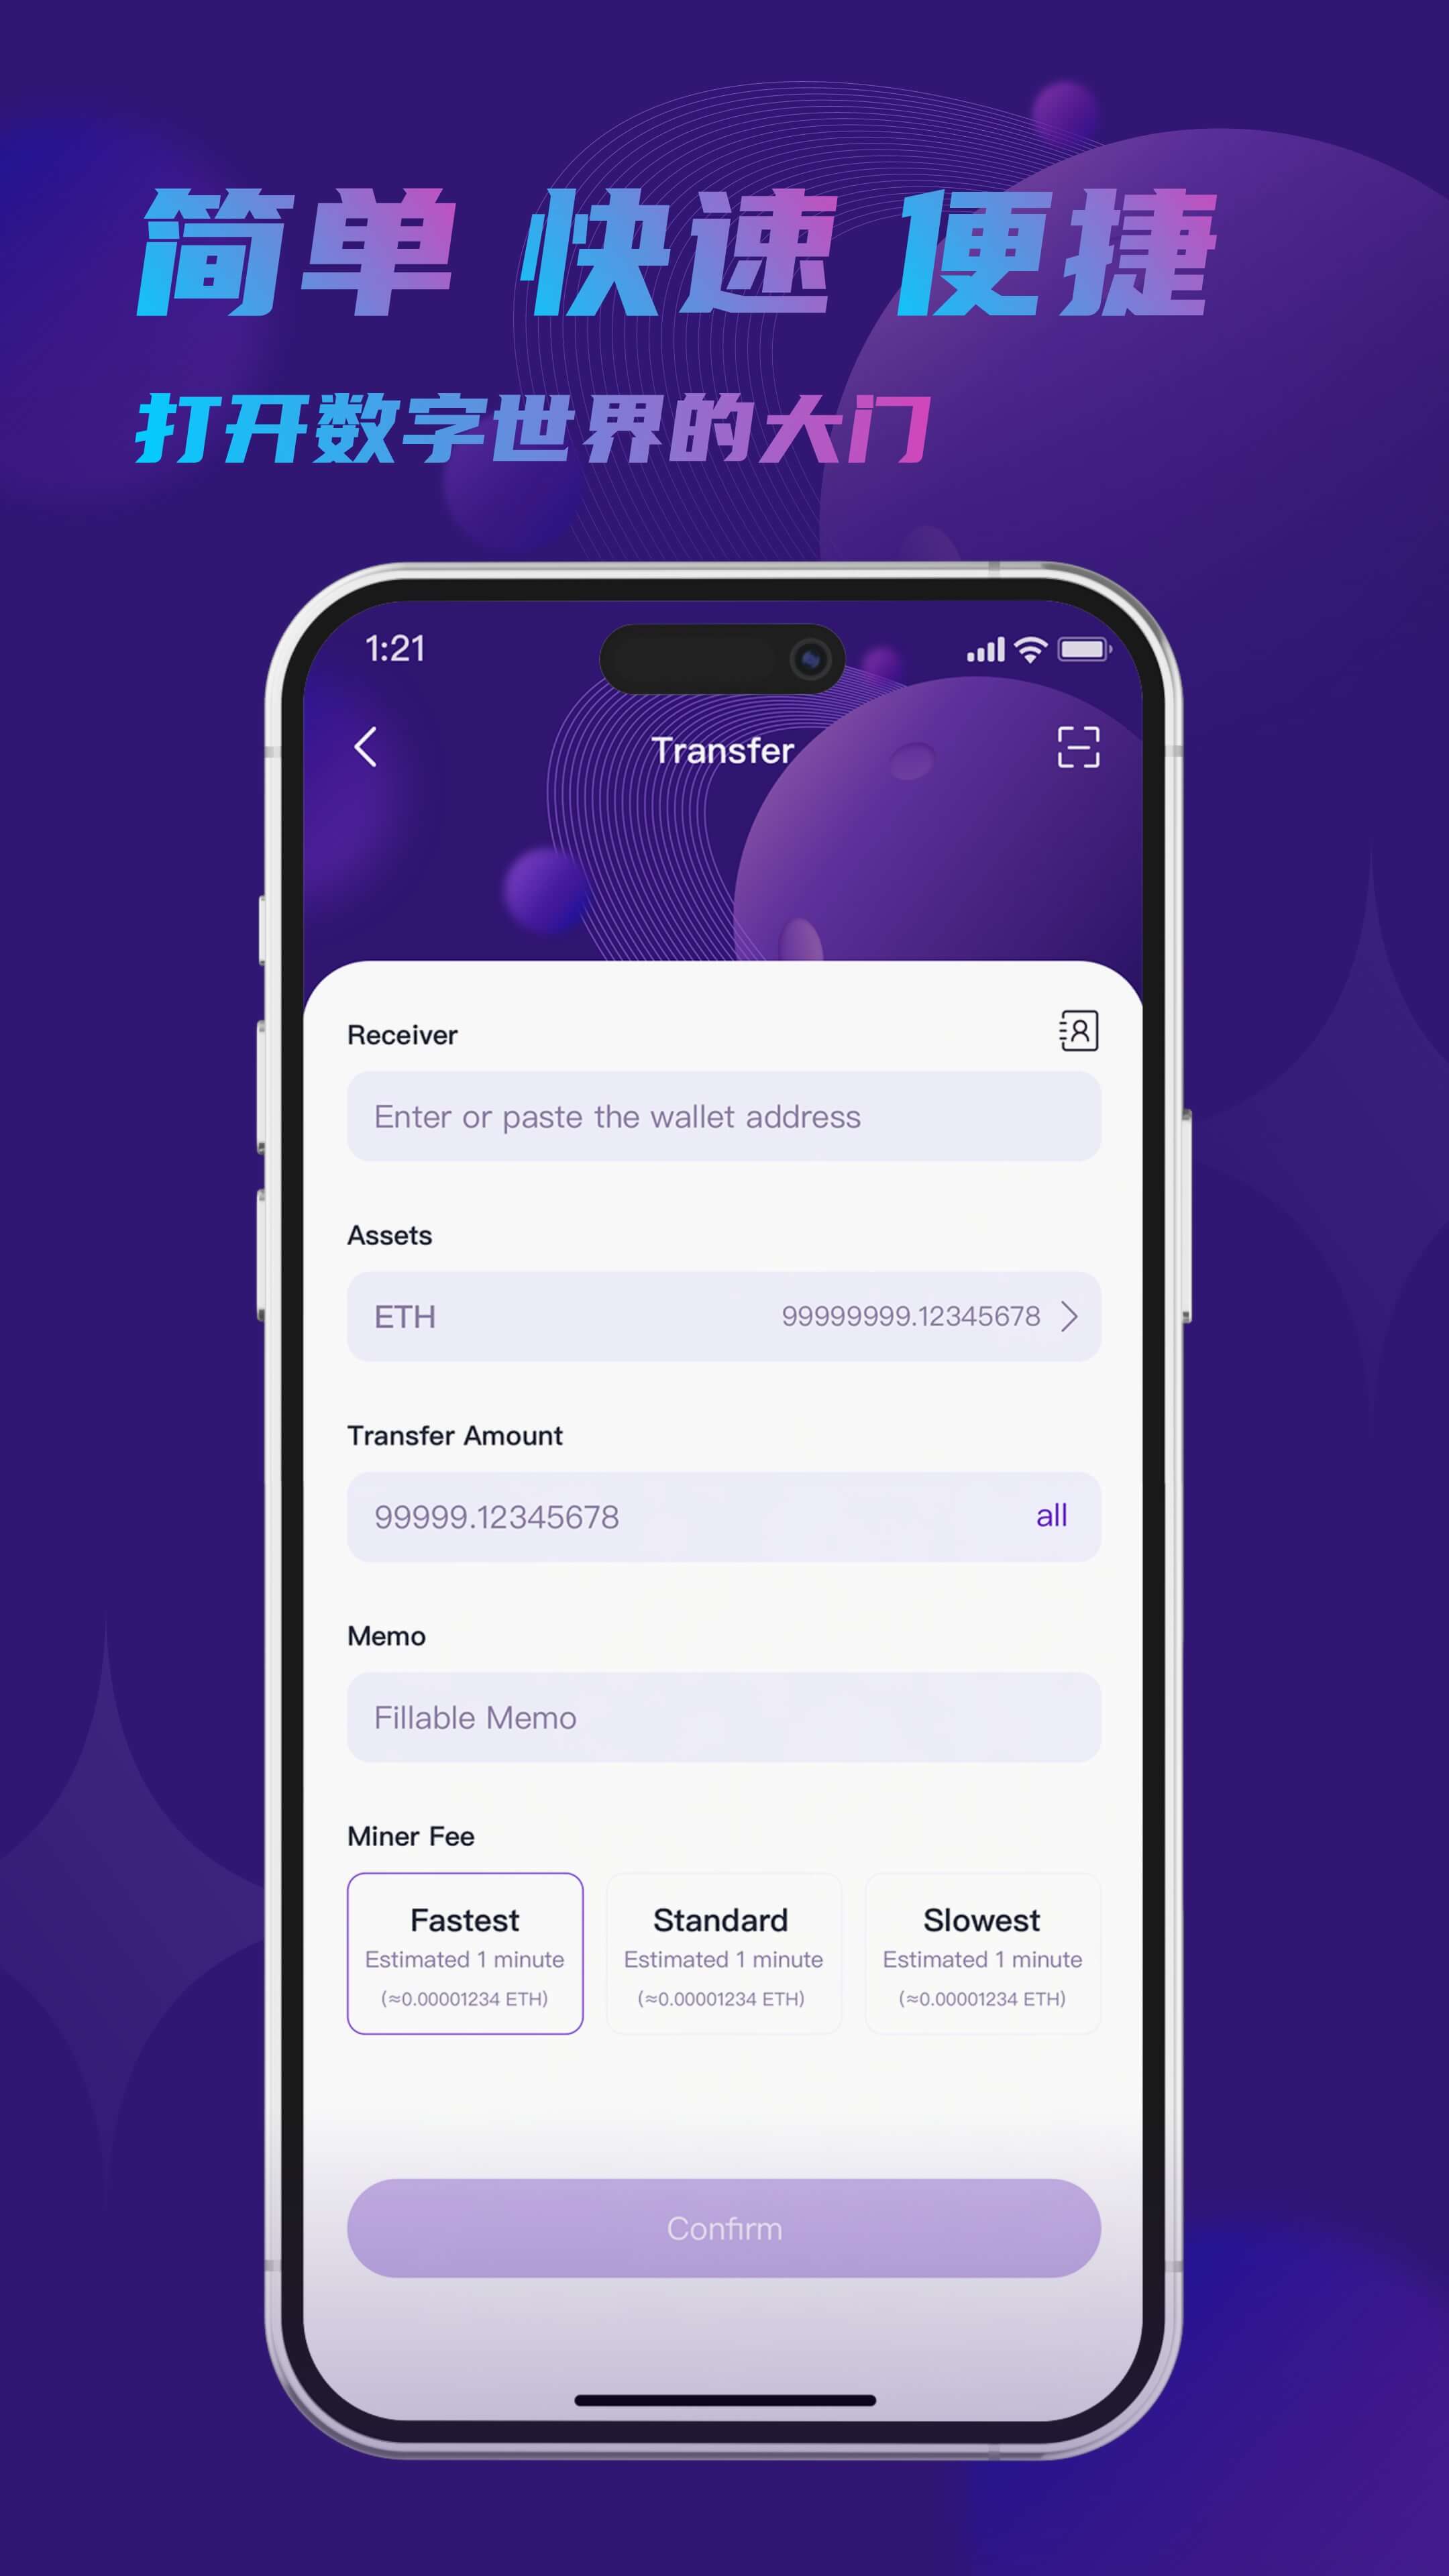 简单 快速 便捷
打开数字世界的大门
1:21
Transfer
Receiver
Enter or paste the wallet address
Assets
ETH 99999999.12345678
Transfer Amount
99999.12345678 all
Memo
Fillable Memo
Miner Fee
Fastest Standard Slowest
Estimated 1 minute Estimated 1 minute Estimated 1 minute
(≈0.00001234 ETH) (≈0.00001234 ETH) (≈0.00001234 ETH)
Confirm